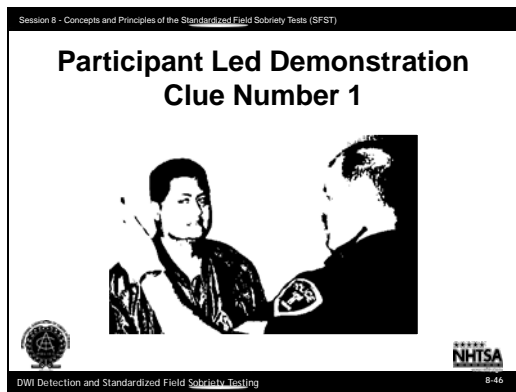 Session 8 - Concepts and Principles of the Standardized Field Sobriety Tests (SFST)
Participant Led Demonstration
Clue Number 1
NHTSA
DWI Detection and Standardized Field Sobriety Testing
8-46